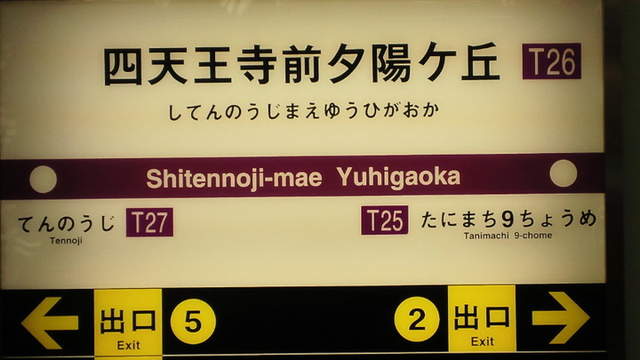 四天王寺前夕陽ケ丘 T26
してんのうじまえゆうひがおか
Shitennoji-mae Yuhigaoka
てんのうじ T27 T25 たにまち9ちょうめ
Tennoji Tanimachi 9-chome
出口 5 2 出口
Exit Exit